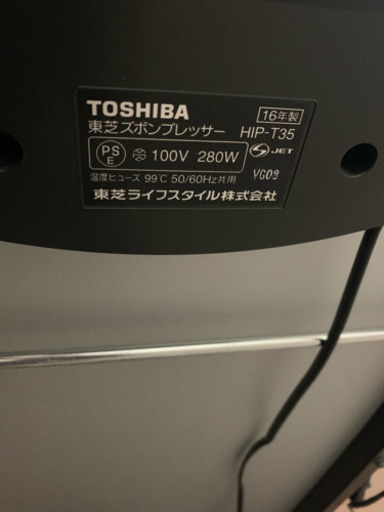 TOSHIBA 16年製
東芝ズボンプレッサー HIP-T35
PS E 100V 280W S JET VG09
温度ヒューズ 99℃ 50/60Hz共用
東芝ライフスタイル株式会社